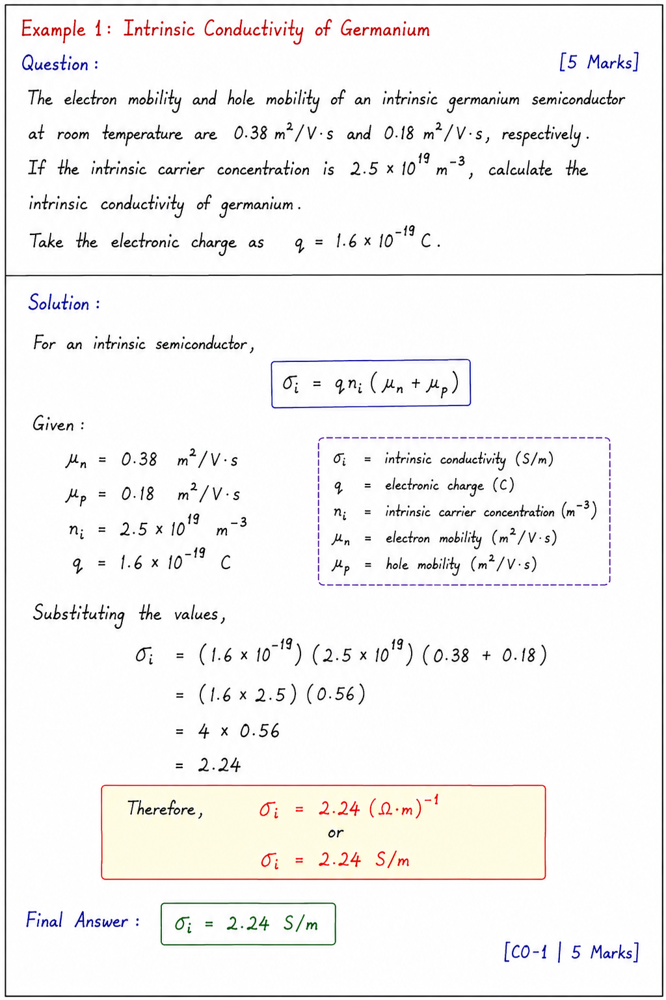 Example 1: Intrinsic Conductivity of Germanium
Question :
[5 Marks]
The electron mobility and hole mobility of an intrinsic germanium semiconductor
at room temperature are 0.38 m²/V·s and 0.18 m²/V·s, respectively.
If the intrinsic carrier concentration is 2.5 × 10¹⁹ m⁻³, calculate the
intrinsic conductivity of germanium.
Take the electronic charge as q = 1.6 × 10⁻¹⁹ C.
Solution :
For an intrinsic semiconductor,
σᵢ = qnᵢ (μₙ + μₚ)
Given :
μₙ = 0.38 m²/V·s
μₚ = 0.18 m²/V·s
nᵢ = 2.5 × 10¹⁹ m⁻³
q = 1.6 × 10⁻¹⁹ C
σᵢ = intrinsic conductivity (S/m)
q = electronic charge (C)
nᵢ = intrinsic carrier concentration (m⁻³)
μₙ = electron mobility (m²/V·s)
μₚ = hole mobility (m²/V·s)
Substituting the values,
σᵢ = (1.6 × 10⁻¹⁹) (2.5 × 10¹⁹) (0.38 + 0.18)
= (1.6 × 2.5) (0.56)
= 4 × 0.56
= 2.24
Therefore, σᵢ = 2.24 (Ω·m)⁻¹
or
σᵢ = 2.24 S/m
Final Answer : σᵢ = 2.24 S/m
[CO-1 | 5 Marks]